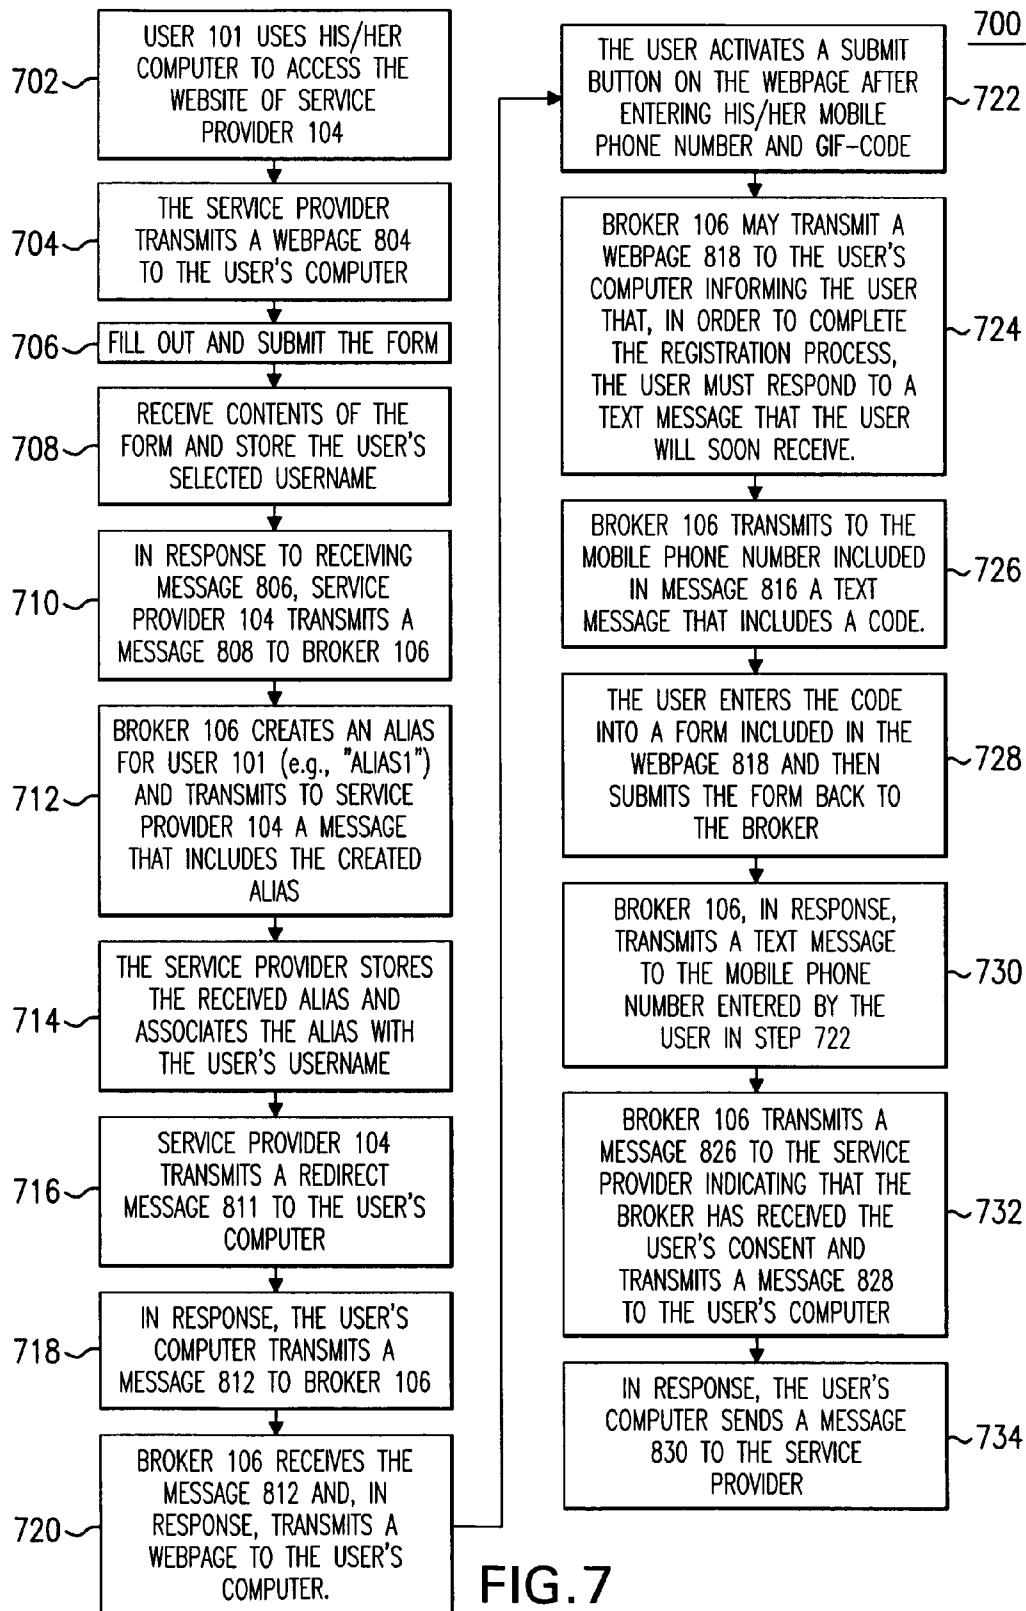 700
702
USER 101 USES HIS/HER
COMPUTER TO ACCESS THE
WEBSITE OF SERVICE
PROVIDER 104
704
THE SERVICE PROVIDER
TRANSMITS A WEBPAGE 804
TO THE USER'S COMPUTER
706
FILL OUT AND SUBMIT THE FORM
708
RECEIVE CONTENTS OF THE
FORM AND STORE THE USER'S
SELECTED USERNAME
710
IN RESPONSE TO RECEIVING
MESSAGE 806, SERVICE
PROVIDER 104 TRANSMITS A
MESSAGE 808 TO BROKER 106
712
BROKER 106 CREATES AN ALIAS
FOR USER 101 (e.g., "ALIAS1")
AND TRANSMITS TO SERVICE
PROVIDER 104 A MESSAGE
THAT INCLUDES THE CREATED
ALIAS
714
THE SERVICE PROVIDER STORES
THE RECEIVED ALIAS AND
ASSOCIATES THE ALIAS WITH
THE USER'S USERNAME
716
SERVICE PROVIDER 104
TRANSMITS A REDIRECT
MESSAGE 811 TO THE USER'S
COMPUTER
718
IN RESPONSE, THE USER'S
COMPUTER TRANSMITS A
MESSAGE 812 TO BROKER 106
720
BROKER 106 RECEIVES THE
MESSAGE 812 AND, IN
RESPONSE, TRANSMITS A
WEBPAGE TO THE USER'S
COMPUTER.
THE USER ACTIVATES A SUBMIT
BUTTON ON THE WEBPAGE AFTER
ENTERING HIS/HER MOBILE
PHONE NUMBER AND GIF-CODE
722
BROKER 106 MAY TRANSMIT A
WEBPAGE 818 TO THE USER'S
COMPUTER INFORMING THE USER
THAT, IN ORDER TO COMPLETE
THE REGISTRATION PROCESS,
THE USER MUST RESPOND TO A
TEXT MESSAGE THAT THE USER
WILL SOON RECEIVE.
724
BROKER 106 TRANSMITS TO THE
MOBILE PHONE NUMBER INCLUDED
IN MESSAGE 816 A TEXT
MESSAGE THAT INCLUDES A CODE.
726
THE USER ENTERS THE CODE
INTO A FORM INCLUDED IN THE
WEBPAGE 818 AND THEN
SUBMITS THE FORM BACK TO
THE BROKER
728
BROKER 106, IN RESPONSE,
TRANSMITS A TEXT MESSAGE
TO THE MOBILE PHONE
NUMBER ENTERED BY THE
USER IN STEP 722
730
BROKER 106 TRANSMITS A
MESSAGE 826 TO THE SERVICE
PROVIDER INDICATING THAT THE
BROKER HAS RECEIVED THE
USER'S CONSENT AND
TRANSMITS A MESSAGE 828
TO THE USER'S COMPUTER
732
IN RESPONSE, THE USER'S
COMPUTER SENDS A MESSAGE
830 TO THE SERVICE
PROVIDER
734
FIG.7